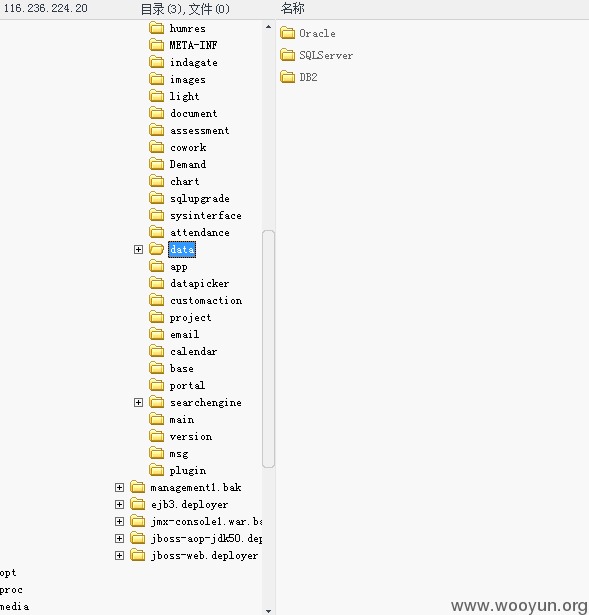 116.236.224.20
目录(3),文件(0)
名称
humres
META-INF
indagate
images
light
document
assessment
cowork
Demand
chart
sqlupgrade
sysinterface
attendance
data
app
datapicker
customaction
project
email
calendar
base
portal
searchengine
main
version
msg
plugin
management1.bak
ejb3.deployer
jmx-console1.war.ba
jboss-aop-jdk50.dep
jboss-web.deployer
opt
proc
media
Oracle
SQLServer
DB2
www.wooyun.org